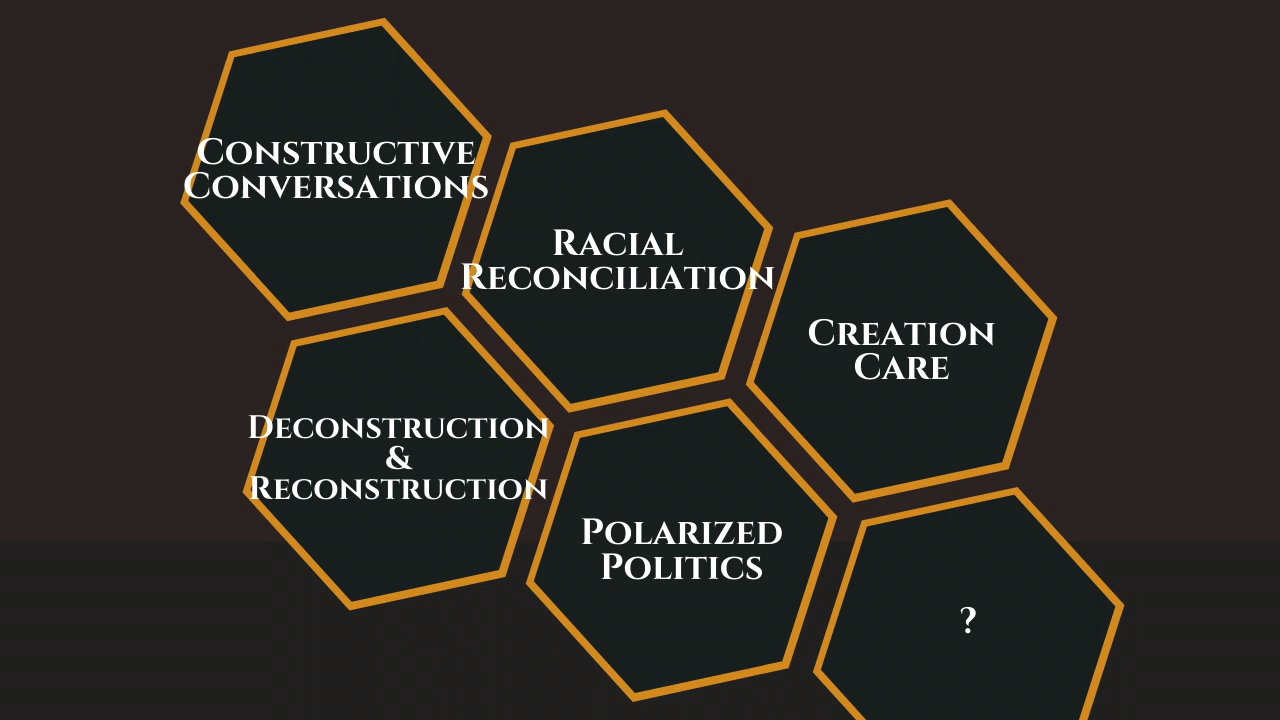 Constructive
Conversations
Racial
Reconciliation
Creation
Care
Deconstruction
&
Reconstruction
Polarized
Politics
?